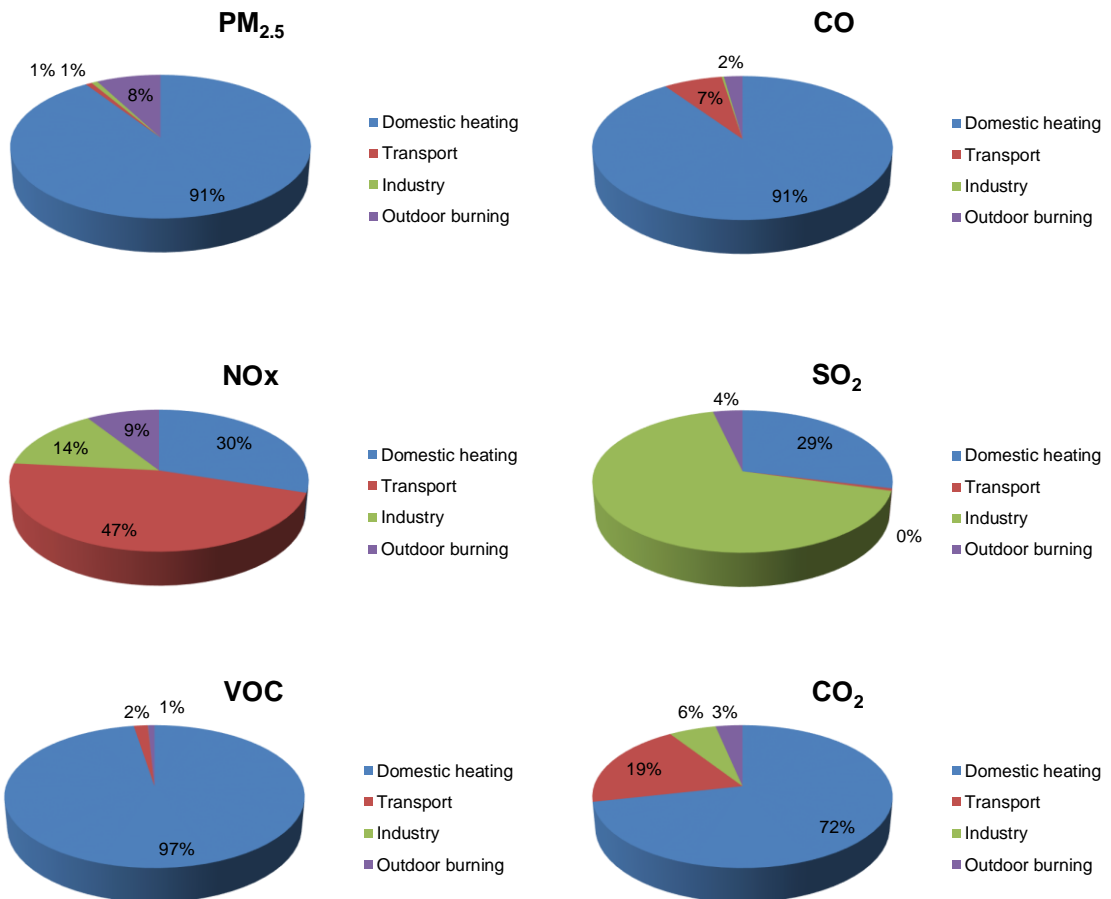 PM2.5
1% 1%
8%
91%
Domestic heating
Transport
Industry
Outdoor burning
CO
2%
7%
91%
Domestic heating
Transport
Industry
Outdoor burning
NOx
9%
30%
14%
47%
Domestic heating
Transport
Industry
Outdoor burning
SO2
4%
29%
0%
Domestic heating
Transport
Industry
Outdoor burning
VOC
2%
1%
97%
Domestic heating
Transport
Industry
Outdoor burning
CO2
6%
3%
19%
72%
Domestic heating
Transport
Industry
Outdoor burning